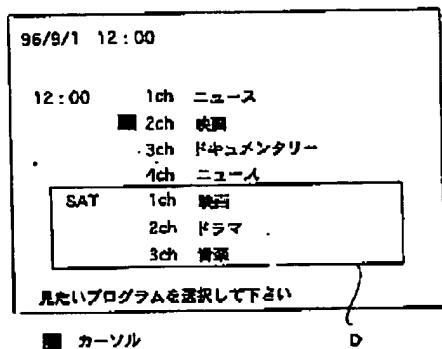 96/9/1 12:00
12:00 1ch ニュース
2ch 映画
3ch ドキュメンタリー
4ch ニュース
SAT 1ch 映画
2ch ドラマ
3ch 音楽
見たいプログラムを選択して下さい
カーソル D